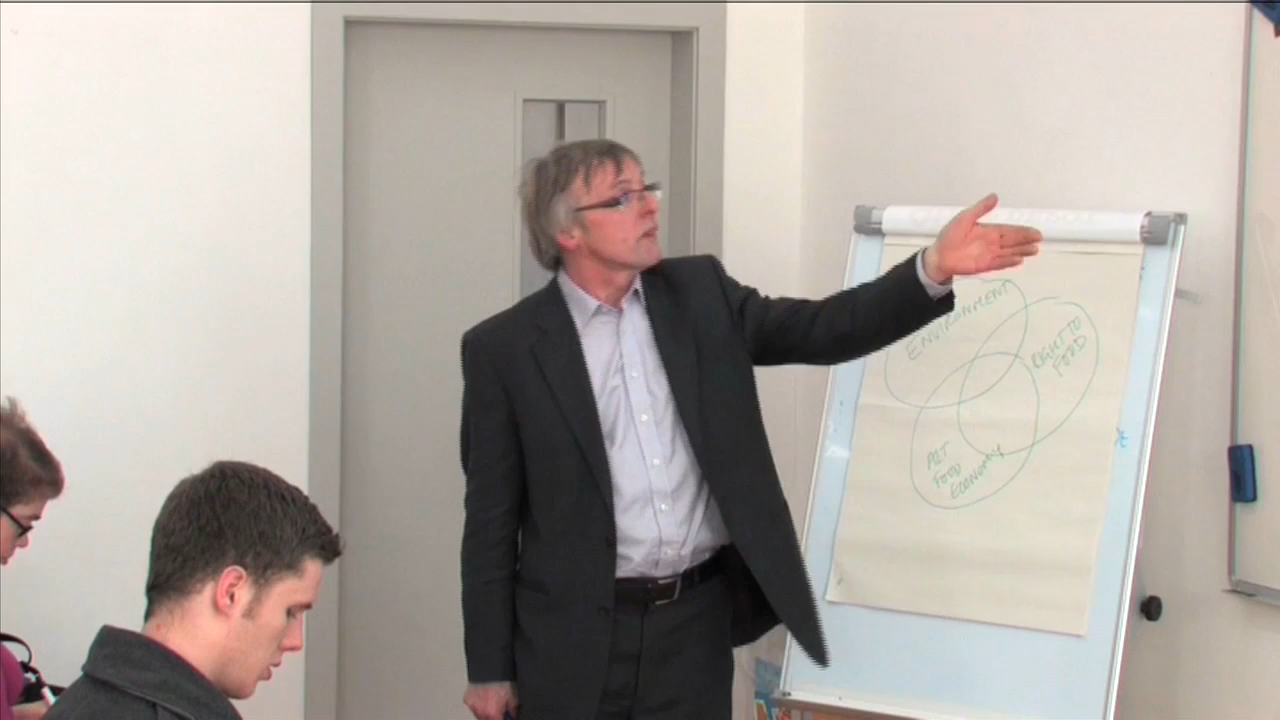 ENVIRONMENT
RIGHT TO
FOOD
ALT
FOOD
ECONOMY